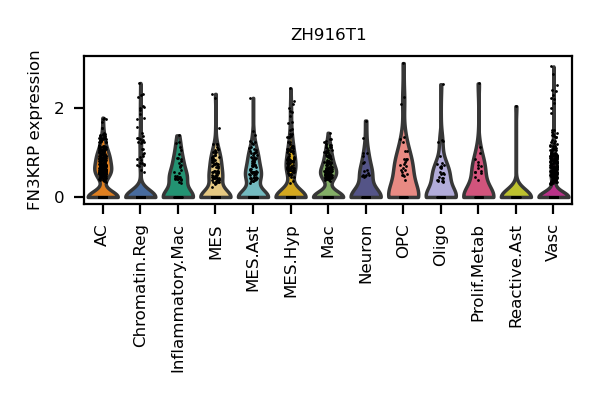 ZH916T1
FN3KRP expression
2
0
AC
Chromatin.Reg
Inflammatory.Mac
MES
MES.Ast
MES.Hyp
Mac
Neuron
OPC
Oligo
Prolif.Metab
Reactive.Ast
Vasc